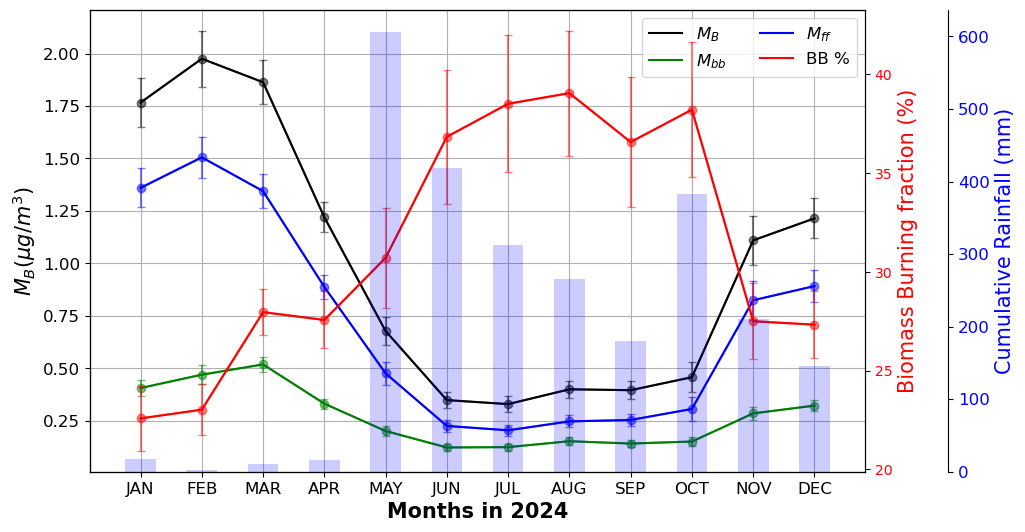 M_B
M_bb
M_ff
BB %
2.00
1.75
1.50
1.25
1.00
0.75
0.50
0.25
M_B(μg/m³)
40
35
30
25
20
Biomass Burning fraction (%)
600
500
400
300
200
100
0
Cumulative Rainfall (mm)
JAN FEB MAR APR MAY JUN JUL AUG SEP OCT NOV DEC
Months in 2024